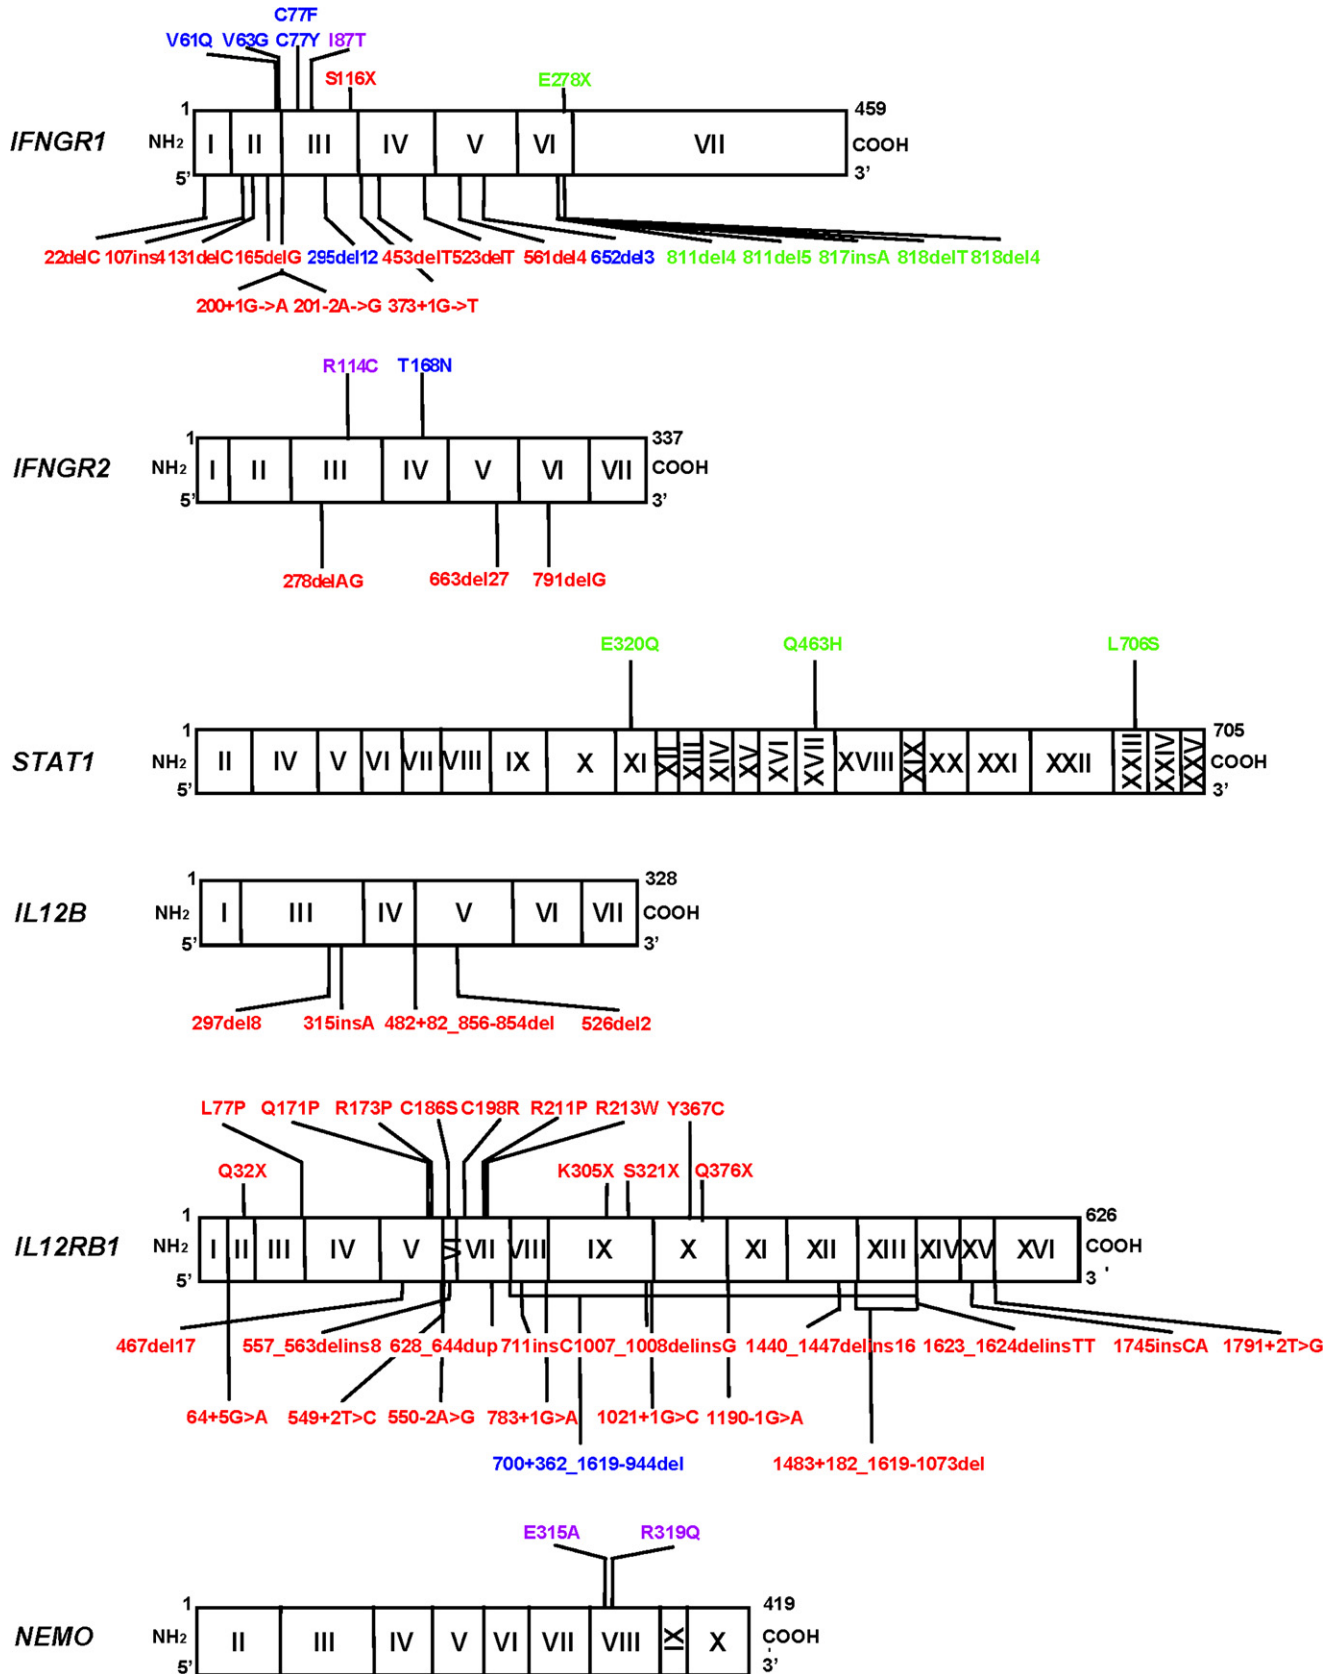 C77F
V61Q V63G C77Y I87T
S116X E278X
1 459
IFNGR1 NH2 I II III IV V VI VII COOH
5' 3'
22delC 107ins4 131delC 165delG 295del12 453delT 523delT 561del4 652del3 811del4 811del5 817insA 818delT 818del4
200+1G->A 201-2A->G 373+1G->T
R114C T168N
1 337
IFNGR2 NH2 I II III IV V VI VII COOH
5' 3'
278delAG 663del27 791delG
E320Q Q463H L706S
1 705
STAT1 NH2 II IV V VI VII VIII IX X XI XII XIII XIV XV XVI XVII XVIII XIX XX XXI XXII XXIII XXIV XXV COOH
5' 3'
1 328
IL12B NH2 I III IV V VI VII COOH
5' 3'
297del8 315insA 482+82_856-854del 526del2
L77P Q171P R173P C186S C198R R211P R213W Y367C
Q32X K305X S321X Q376X
1 626
IL12RB1 NH2 I II III IV V VI VII VIII IX X XI XII XIII XIV XV XVI COOH
5' 3 '
467del17 557_563delins8 628_644dup 711insC 1007_1008delinsG 1440_1447delins16 1623_1624delinsTT 1745insCA 1791+2T>G
64+5G>A 549+2T>C 550-2A>G 783+1G>A 1021+1G>C 1190-1G>A
700+362_1619-944del 1483+182_1619-1073del
E315A R319Q
1 419
NEMO NH2 II III IV V VI VII VIII IX X COOH
5' 3'